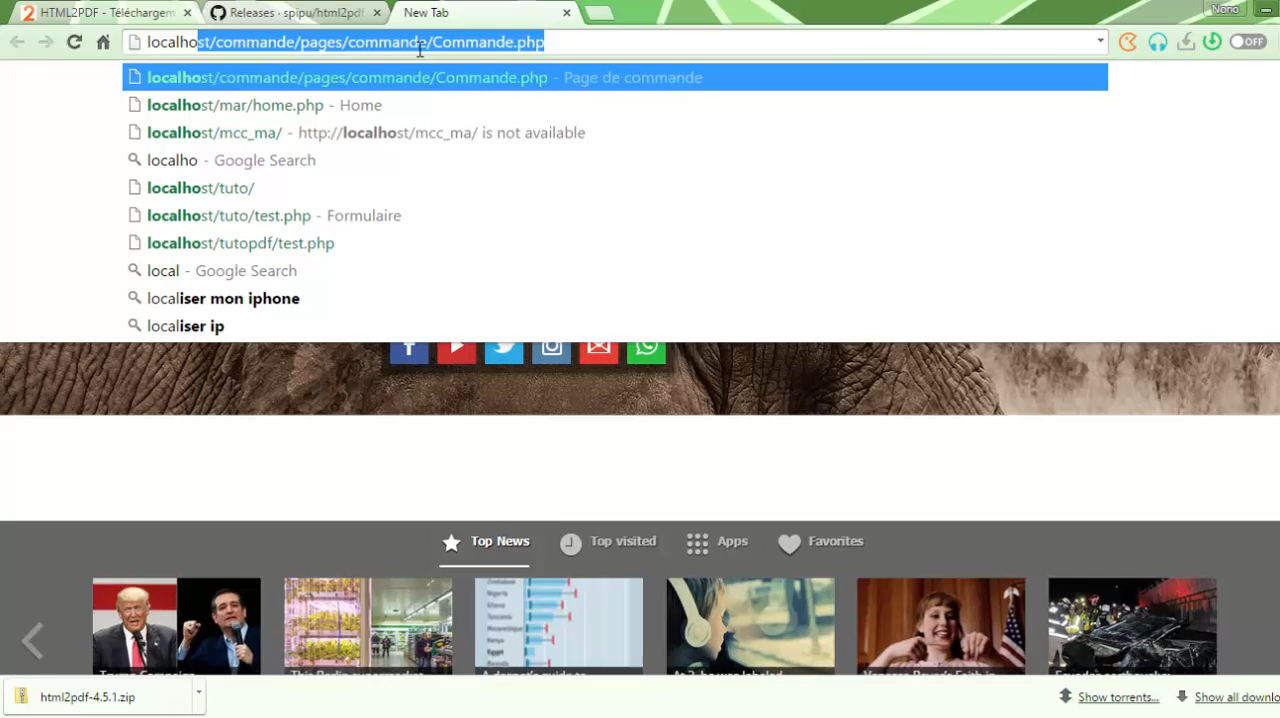 HTML2PDF - Téléchargem
Releases · spipu/html2pdf
New Tab
Nono
localhost/commande/pages/commande/Commande.php
OFF
localhost/commande/pages/commande/Commande.php - Page de commande
localhost/mar/home.php - Home
localhost/mcc_ma/ - http://localhost/mcc_ma/ is not available
localho - Google Search
localhost/tuto/
localhost/tuto/test.php - Formulaire
localhost/tutopdf/test.php
local - Google Search
localiser mon iphone
localiser ip
Top News
Top visited
Apps
Favorites
html2pdf-4.5.1.zip
Show torrents...
Show all downlo